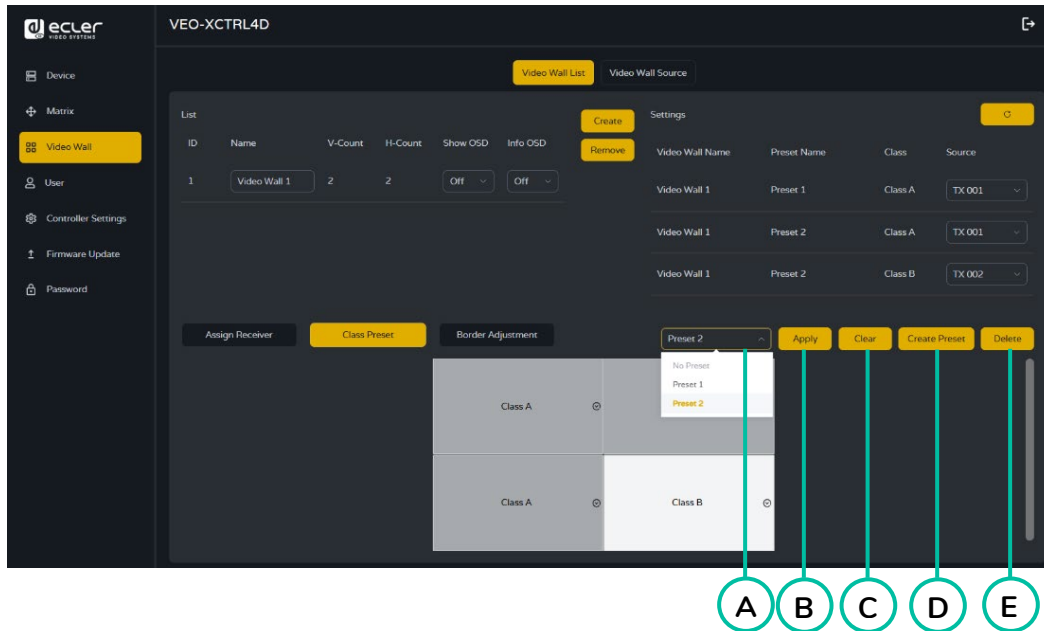 ecler
VIDEO SYSTEMS
VEO-XCTRL4D
Device
Matrix
Video Wall
User
Controller Settings
Firmware Update
Password
Video Wall List
Video Wall Source
List
Create
Remove
ID Name V-Count H-Count Show OSD Info OSD
1 Video Wall 1 2 2 Off Off
Settings
Video Wall Name Preset Name Class Source
Video Wall 1 Preset 1 Class A TX 001
Video Wall 1 Preset 2 Class A TX 001
Video Wall 1 Preset 2 Class B TX 002
Assign Receiver Class Preset Border Adjustment
Preset 2 Apply Clear Create Preset Delete
No Preset
Preset 1
Preset 2
Class A
Class A Class B
A B C D E